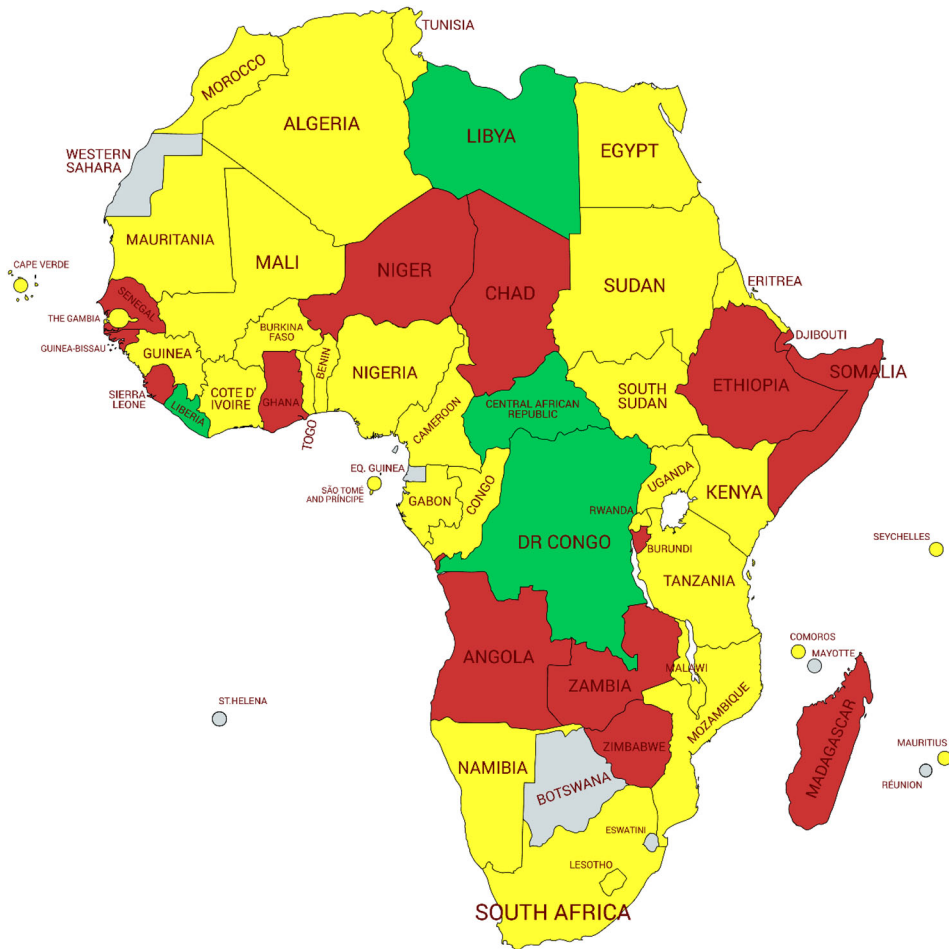 TUNISIA
MOROCCO
ALGERIA
LIBYA
EGYPT
WESTERN
SAHARA
MAURITANIA
MALI
NIGER
CHAD
SUDAN
ERITREA
CAPE VERDE
SENEGAL
THE GAMBIA
GUINEA-BISSAU
GUINEA
BURKINA
FASO
BENIN
NIGERIA
DJIBOUTI
SOMALIA
ETHIOPIA
SOUTH
SUDAN
CENTRAL AFRICAN
REPUBLIC
CAMEROON
SIERRA
LEONE
LIBERIA
COTE D'
IVOIRE
GHANA
TOGO
EQ. GUINEA
SÃO TOMÉ
AND PRÍNCIPE
GABON
CONGO
UGANDA
KENYA
RWANDA
DR CONGO
BURUNDI
TANZANIA
SEYCHELLES
COMOROS
MAYOTTE
ANGOLA
ZAMBIA
MALAWI
MOZAMBIQUE
ST.HELENA
ZIMBABWE
MADAGASCAR
MAURITIUS
RÉUNION
NAMIBIA
BOTSWANA
ESWATINI
LESOTHO
SOUTH AFRICA